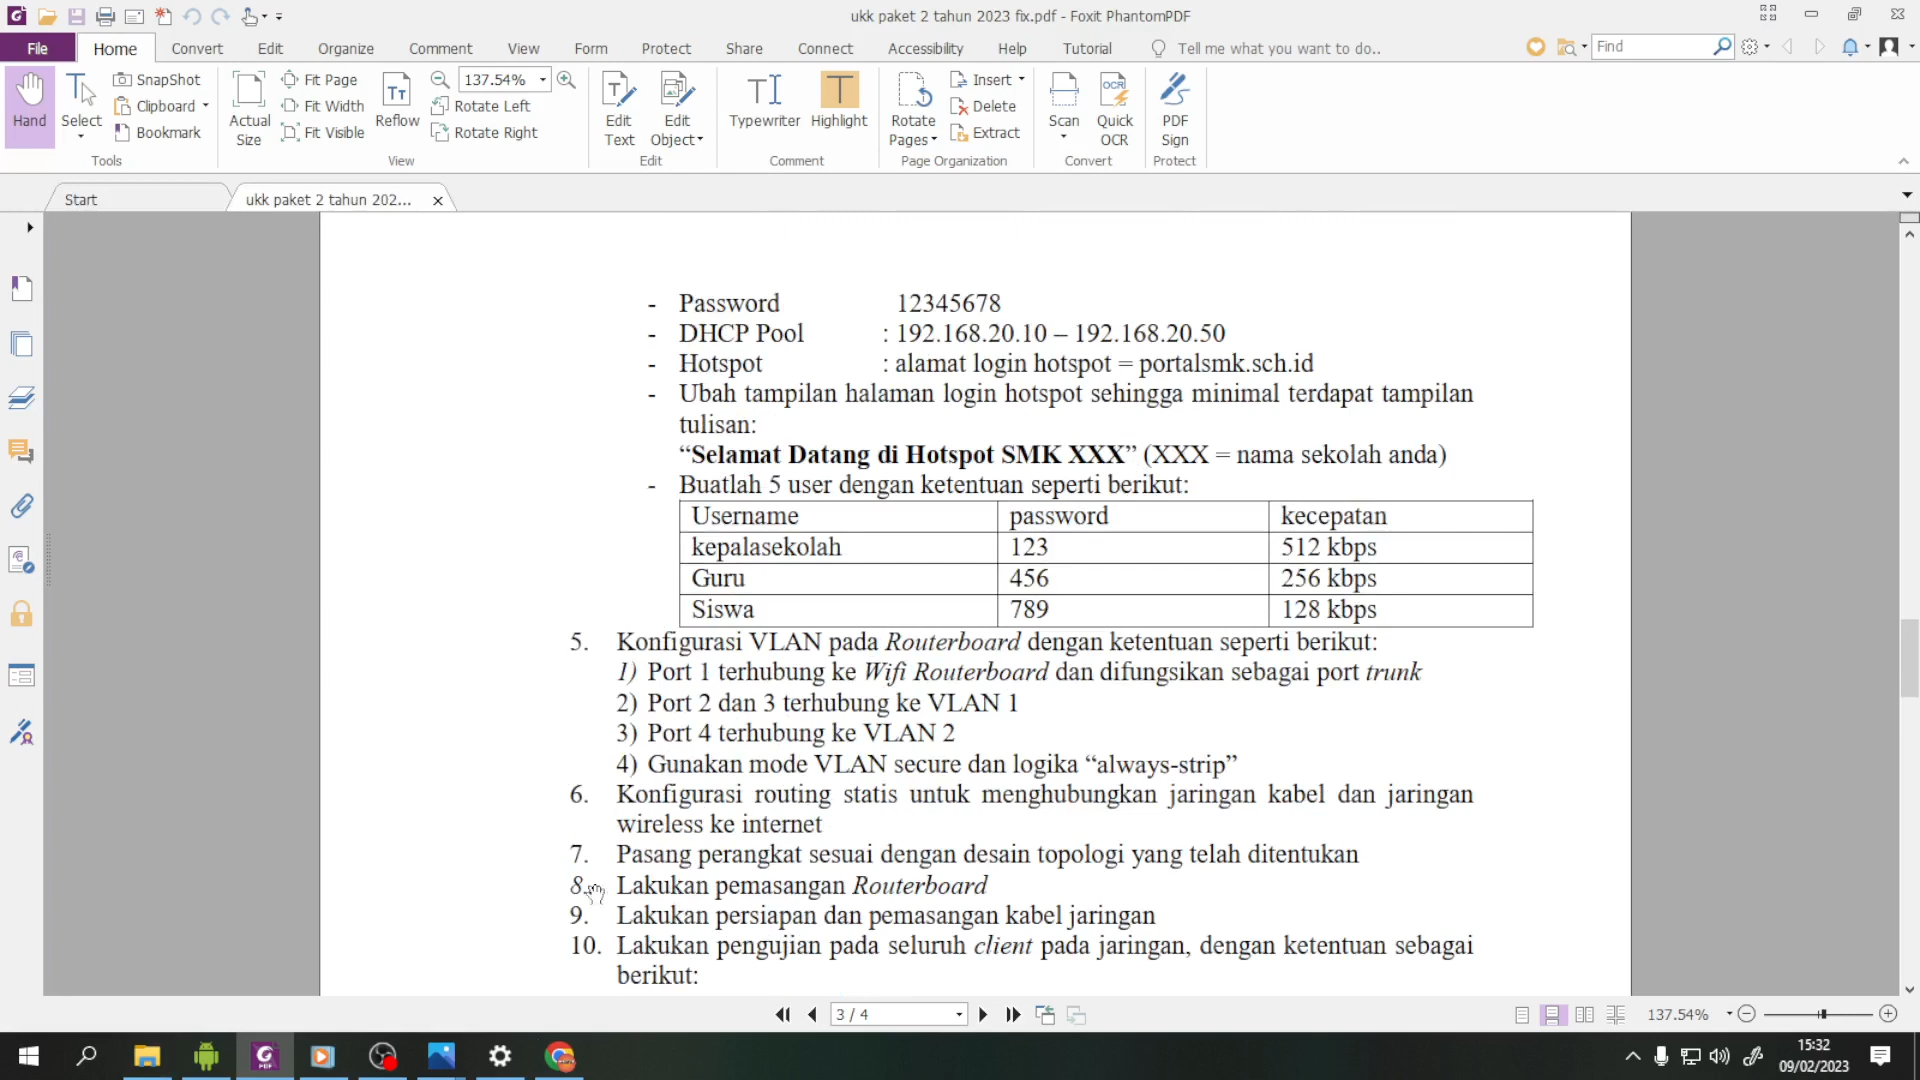 ukk paket 2 tahun 2023 fix.pdf - Foxit PhantomPDF
File Home Convert Edit Organize Comment View Form Protect Share Connect Accessibility Help Tutorial Tell me what you want to do.. Find
Hand Select SnapShot Clipboard Bookmark Tools
Actual Size Fit Page Fit Width Fit Visible Reflow 137.54% Rotate Left Rotate Right View
Edit Text Edit Object Edit
Typewriter Highlight Comment
Rotate Pages Insert Delete Extract Page Organization
Scan Quick OCR Convert
PDF Sign Protect
Start ukk paket 2 tahun 202...
- Password 12345678
- DHCP Pool : 192.168.20.10 – 192.168.20.50
- Hotspot : alamat login hotspot = portalsmk.sch.id
- Ubah tampilan halaman login hotspot sehingga minimal terdapat tampilan
tulisan:
“Selamat Datang di Hotspot SMK XXX” (XXX = nama sekolah anda)
- Buatlah 5 user dengan ketentuan seperti berikut:
Username password kecepatan
kepalasekolah 123 512 kbps
Guru 456 256 kbps
Siswa 789 128 kbps
5. Konfigurasi VLAN pada Routerboard dengan ketentuan seperti berikut:
1) Port 1 terhubung ke Wifi Routerboard dan difungsikan sebagai port trunk
2) Port 2 dan 3 terhubung ke VLAN 1
3) Port 4 terhubung ke VLAN 2
4) Gunakan mode VLAN secure dan logika “always-strip”
6. Konfigurasi routing statis untuk menghubungkan jaringan kabel dan jaringan
wireless ke internet
7. Pasang perangkat sesuai dengan desain topologi yang telah ditentukan
8. Lakukan pemasangan Routerboard
9. Lakukan persiapan dan pemasangan kabel jaringan
10. Lakukan pengujian pada seluruh client pada jaringan, dengan ketentuan sebagai
berikut:
3 / 4 137.54%
15:32
09/02/2023